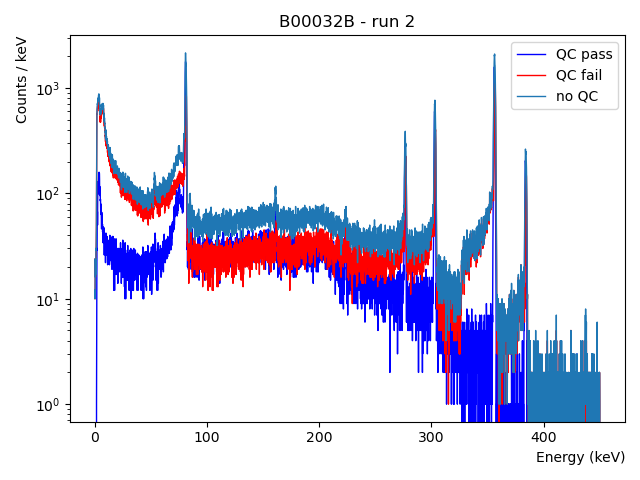 B00032B - run 2
Counts / keV
QC pass
QC fail
no QC
10³
10²
10¹
10⁰
0 100 200 300 400
Energy (keV)